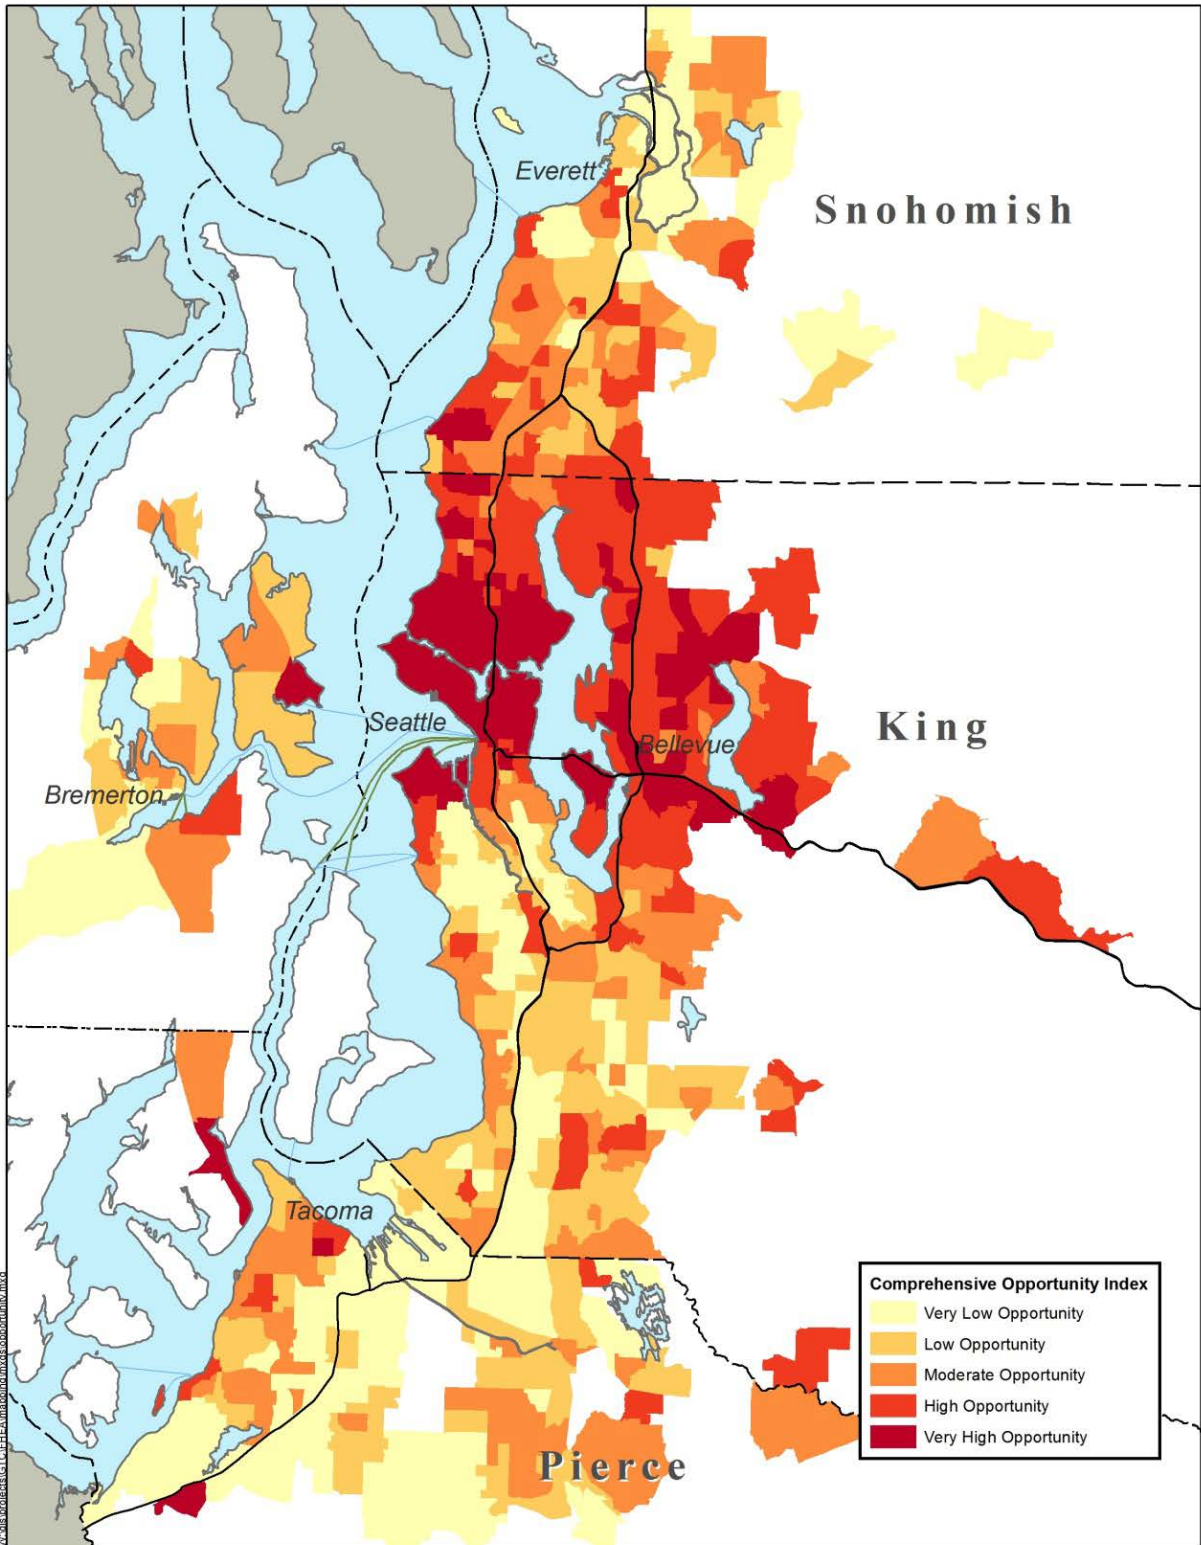 Everett
Snohomish
Seattle
King
Bellevue
Bremerton
Tacoma
Comprehensive Opportunity Index
Very Low Opportunity
Low Opportunity
Moderate Opportunity
High Opportunity
Very High Opportunity
Pierce